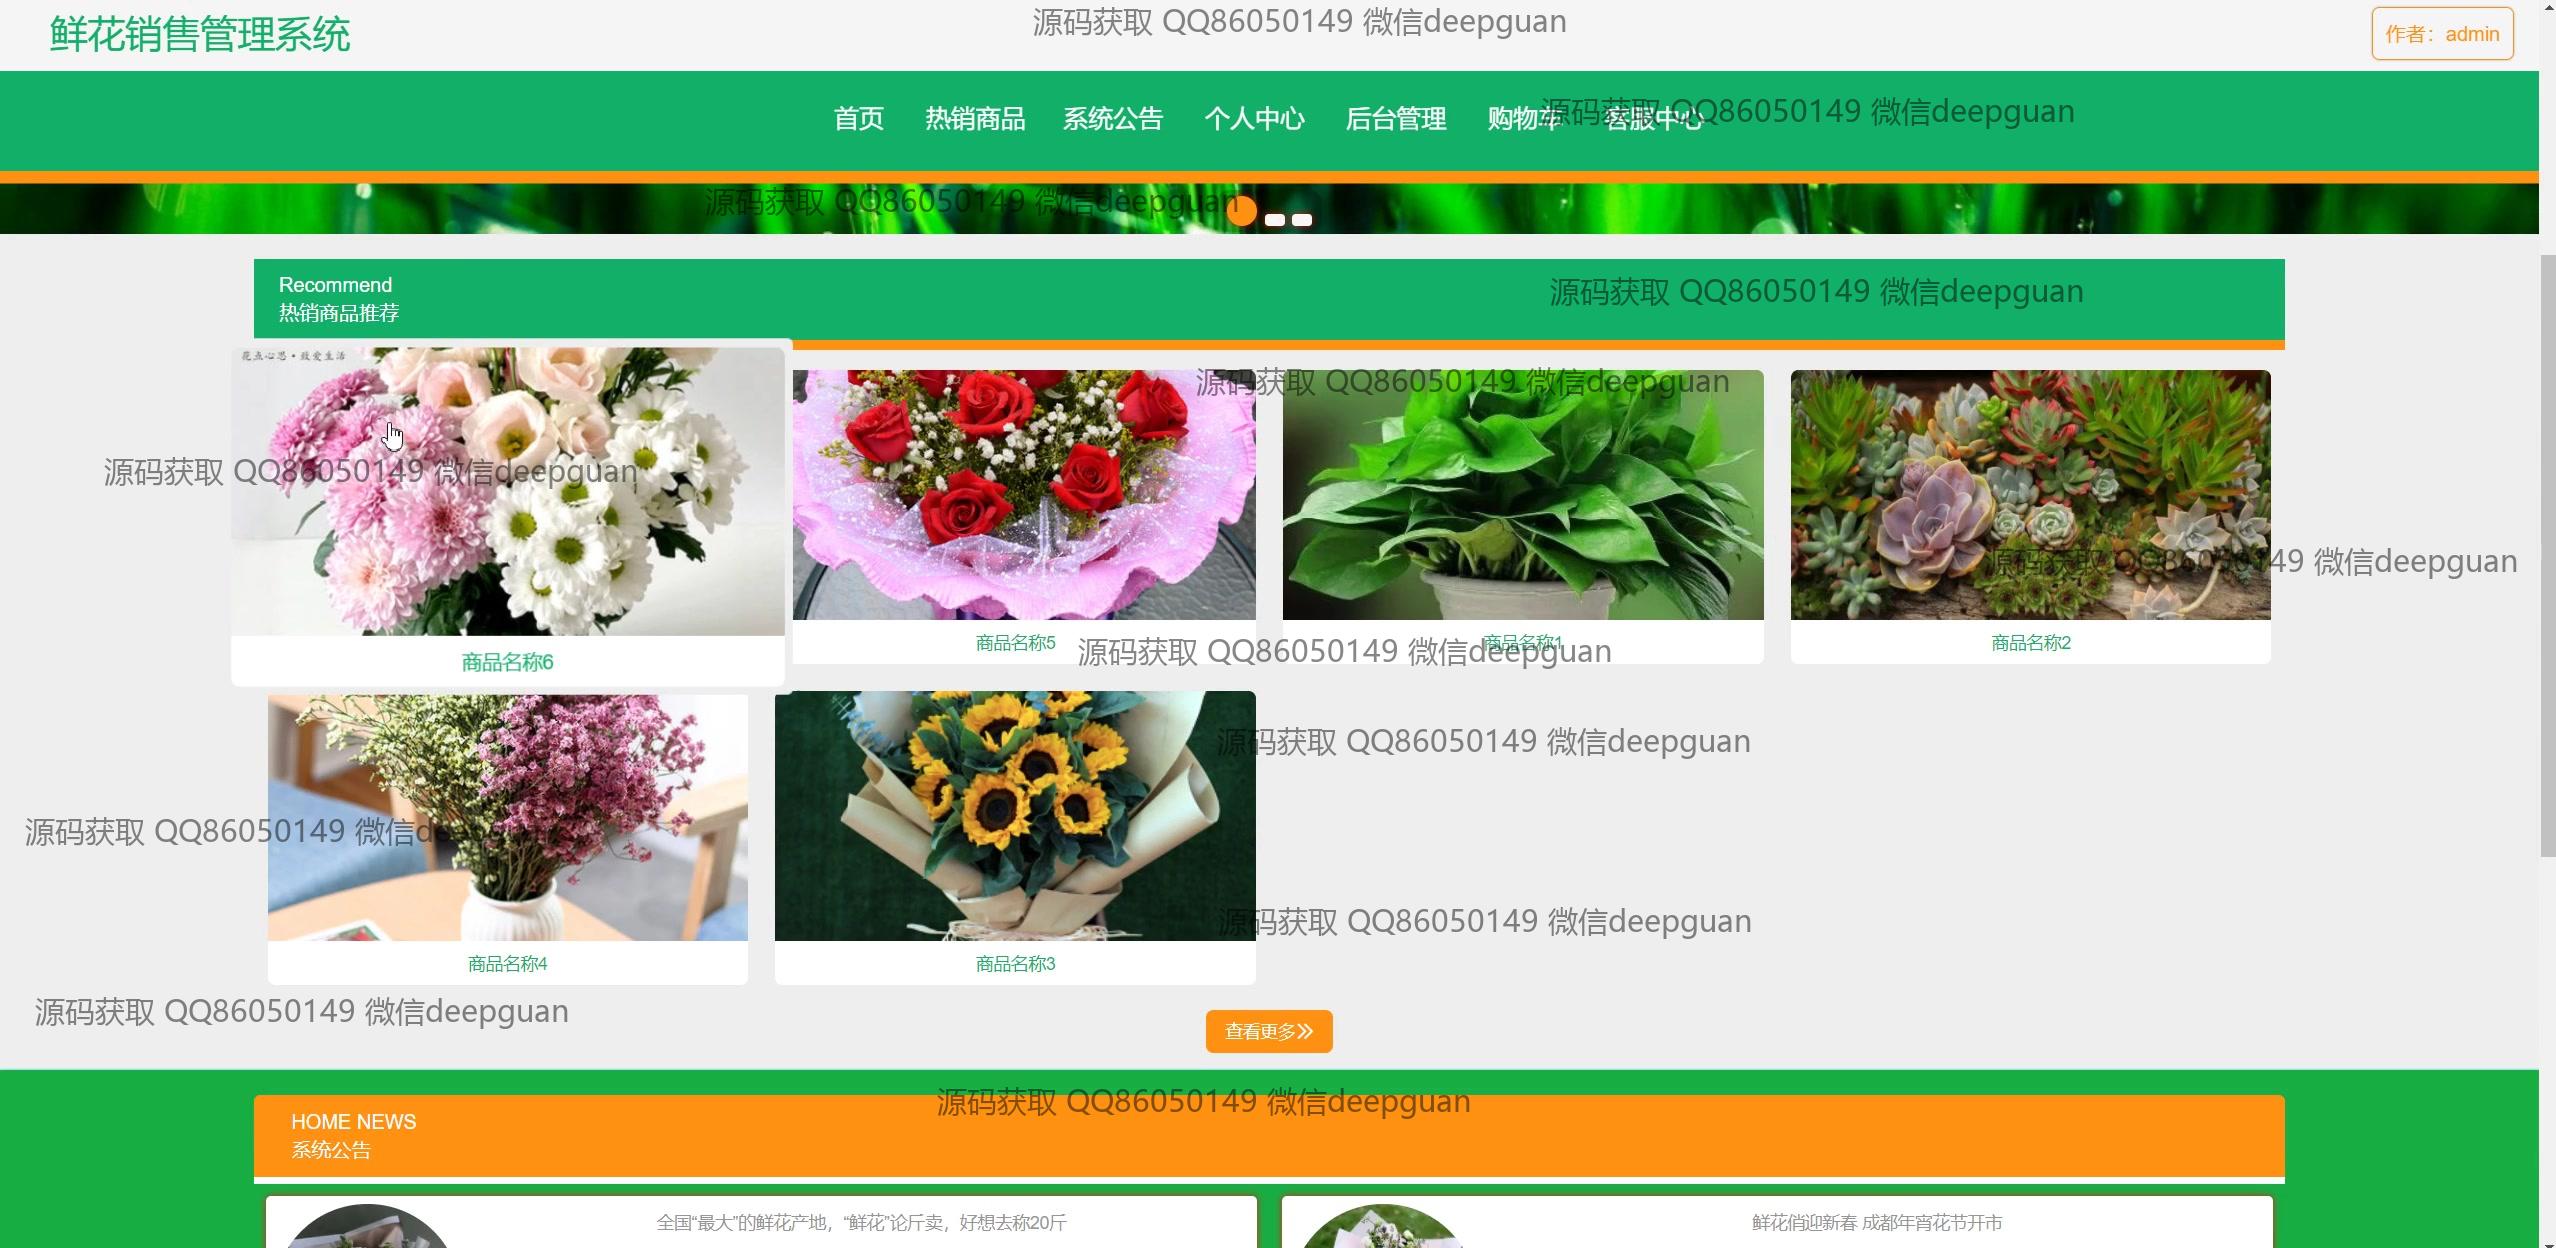 鲜花销售管理系统
源码获取 QQ86050149 微信deepguan
作者：admin
首页 热销商品 系统公告 个人中心 后台管理 购物车 客服中心
源码获取 QQ86050149 微信deepguan
源码获取 QQ86050149 微信deepguan
Recommend
热销商品推荐
源码获取 QQ86050149 微信deepguan
花点心思·致爱生活
源码获取 QQ86050149 微信deepguan
源码获取 QQ86050149 微信deepguan
源码获取 QQ86050149 微信deepguan
商品名称6
商品名称5
商品名称1
商品名称2
源码获取 QQ86050149 微信deepguan
源码获取 QQ86050149 微信deepguan
源码获取 QQ86050149 微信deepguan
源码获取 QQ86050149 微信deepguan
商品名称4
商品名称3
源码获取 QQ86050149 微信deepguan
查看更多
源码获取 QQ86050149 微信deepguan
HOME NEWS
系统公告
全国“最大”的鲜花产地，“鲜花”论斤卖，好想去称20斤
鲜花俏迎新春 成都年宵花节开市